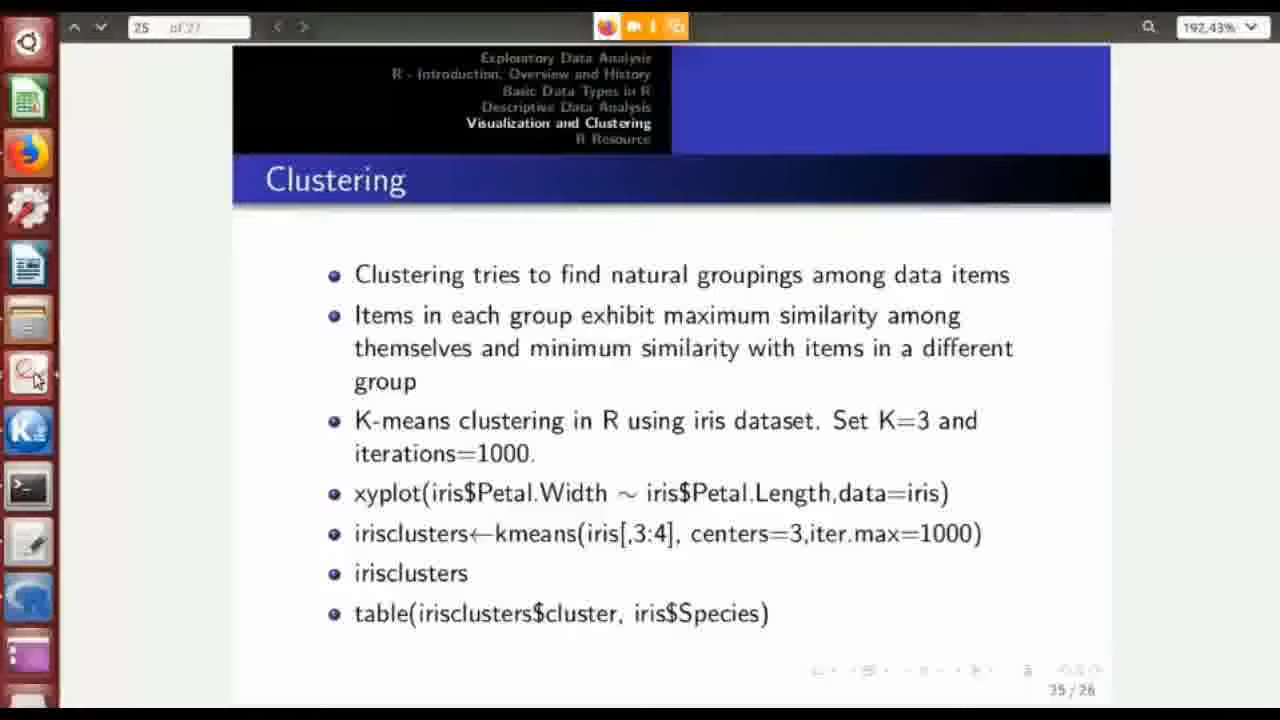 25 of 27
192,43%
Exploratory Data Analysis
R - Introduction, Overview and History
Basic Data Types in R
Descriptive Data Analysis
Visualization and Clustering
R Resource
Clustering
Clustering tries to find natural groupings among data items
Items in each group exhibit maximum similarity among
themselves and minimum similarity with items in a different
group
K-means clustering in R using iris dataset. Set K=3 and
iterations=1000.
xyplot(iris$Petal.Width ~ iris$Petal.Length,data=iris)
irisclusters←kmeans(iris[,3:4], centers=3,iter.max=1000)
irisclusters
table(irisclusters$cluster, iris$Species)
/ 26